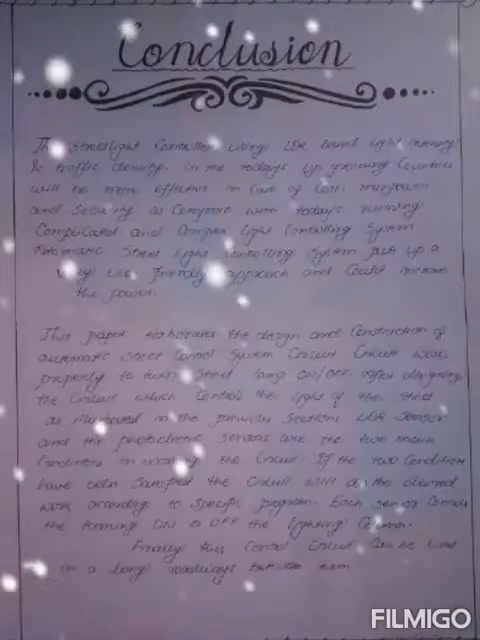 Conclusion
The Streetlight Controller using LDR based Light intensity
& traffic density. in the todays up growing Countries
will be more effective in Case of Cost. manpower
and Security as Compare with todays running
Complicated and Complex Light Controlling System
Automatic Street Light Controlling System puts up a
very Use friendly approach and Could increase
the power.
This paper elaborates the design and Construction of
automatic Street Control System Circuit Circuit work
properly to turn Street lamp on/OFF. After designing
the Circuit which Controls the light of the Street
as illustrated in the previous Sections LDR Sensor
and the photoelectric Sensors are the two main
Conditions in working the Circuit. If the two Conditions
have been Satisfied the Circuit will do the desired
work according to Specific program. Each sensor Controls
the turning ON or OFF the Lighting Column.
Finally this Control Circuit Can be Used
in a Long roadways between
FILMIGO